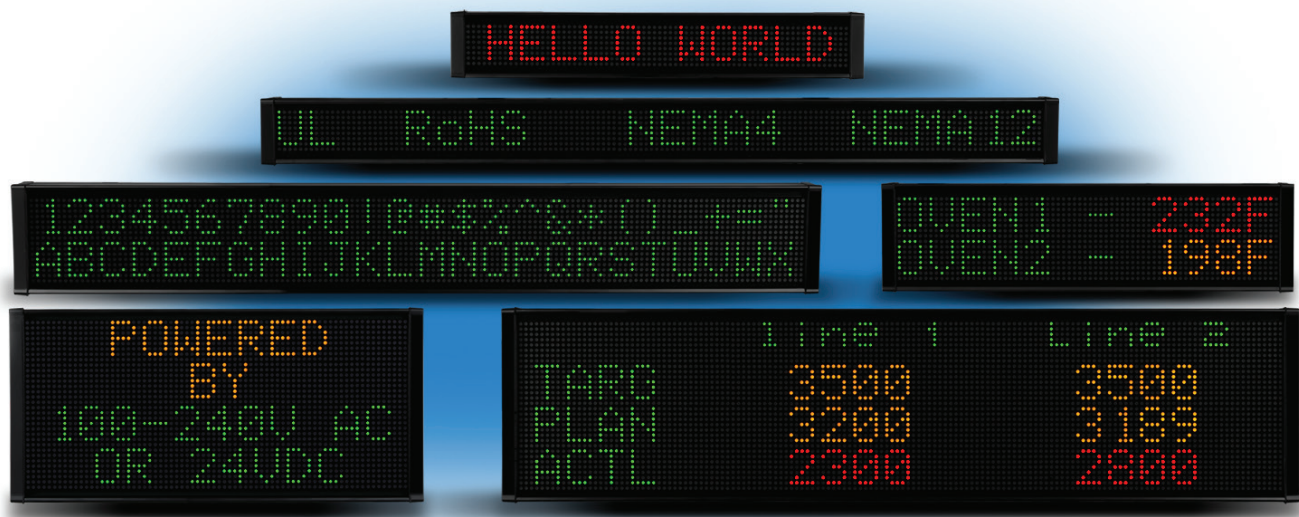 HELLO WORLD
UL RoHS NEMA4 NEMA12
1234567890!@#$%^&*()_+="
ABCDEFGHIJKLMNOPQRSTUVWX
OVEN1 - 232F
OVEN2 - 198F
POWERED
BY
100-240V AC
OR 24VDC
line 1 Line 2
TARG 3500 3500
PLAN 3200 3189
ACTL 2300 2800